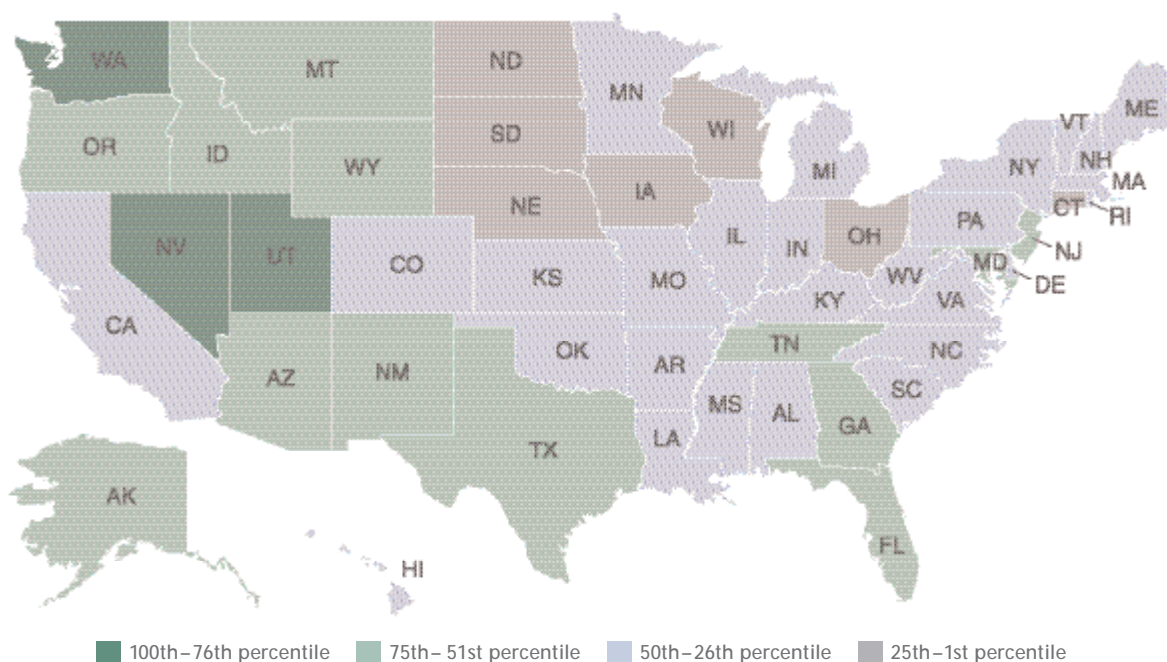 WA
MT
ND
MN
ME
VT
OR
ID
SD
WI
WY
MI
NY
NH
MA
NE
IA
CT
RI
NV
UT
CO
KS
MO
IL
IN
OH
PA
NJ
MD
DE
WV
VA
KY
CA
AZ
NM
OK
AR
TN
NC
SC
TX
LA
MS
AL
GA
AK
HI
FL
100th–76th percentile
75th–51st percentile
50th–26th percentile
25th–1st percentile